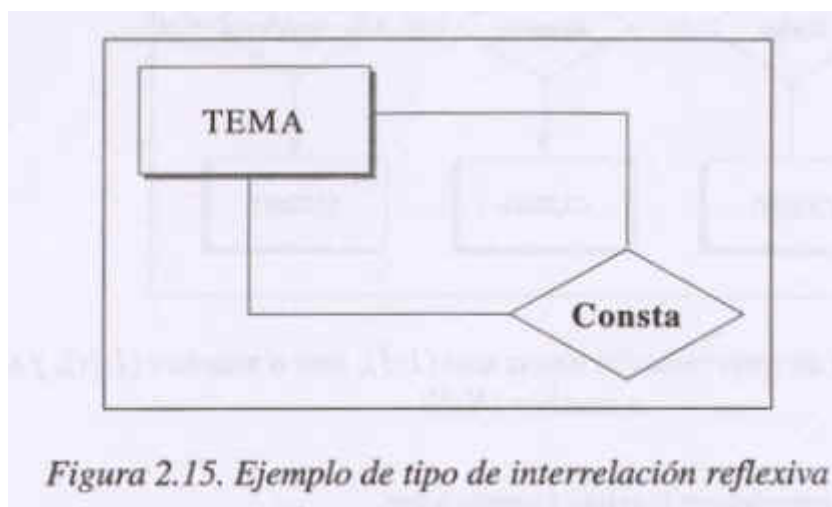 TEMA
Consta
Figura 2.15. Ejemplo de tipo de interrelación reflexiva